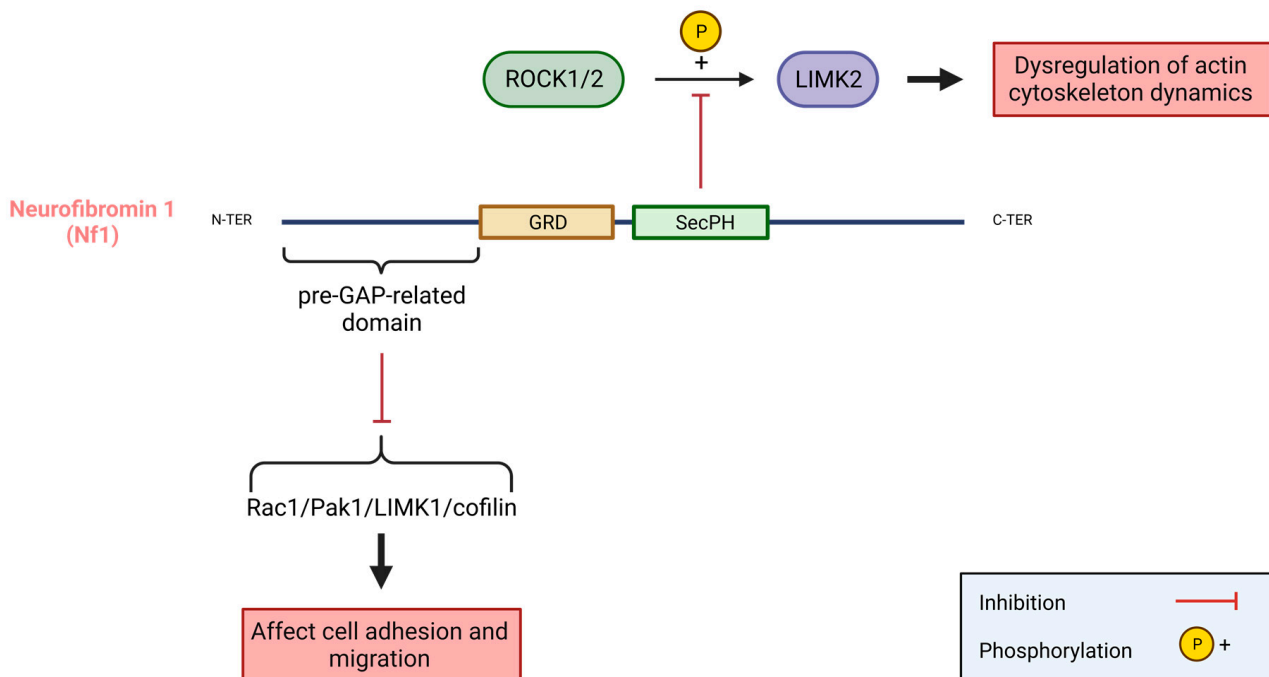 P
+
ROCK1/2
LIMK2
Dysregulation of actin
cytoskeleton dynamics
Neurofibromin 1
(Nf1)
N-TER
GRD
SecPH
C-TER
pre-GAP-related
domain
Rac1/Pak1/LIMK1/cofilin
Affect cell adhesion and
migration
Inhibition
Phosphorylation
P +